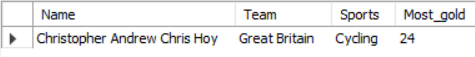 Name Team Sports Most_gold
Christopher Andrew Chris Hoy Great Britain Cycling 24